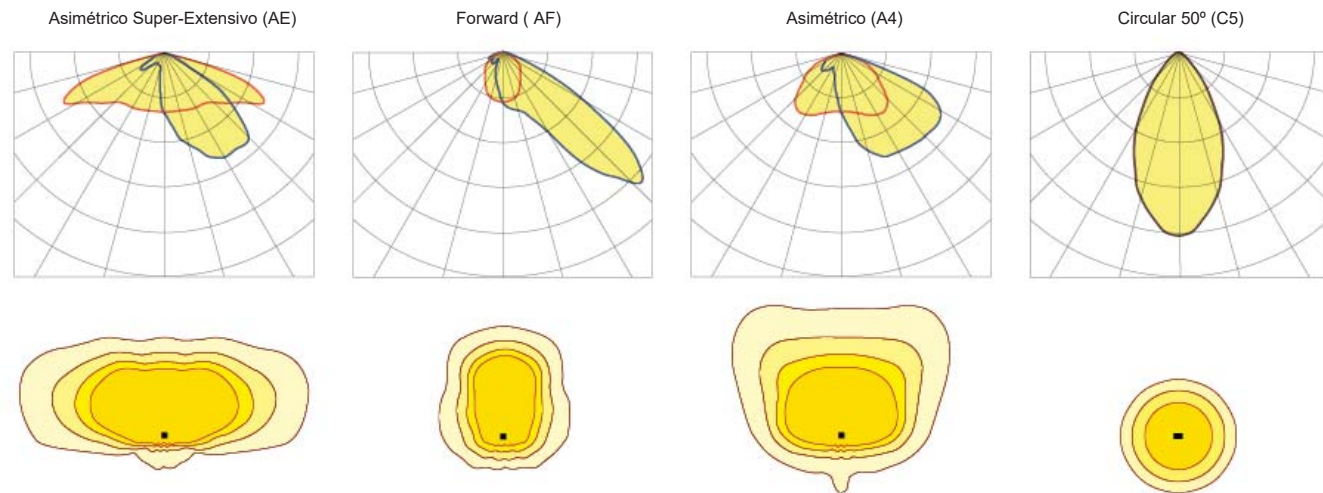 Asimétrico Super-Extensivo (AE)
Forward ( AF)
Asimétrico (A4)
Circular 50º (C5)